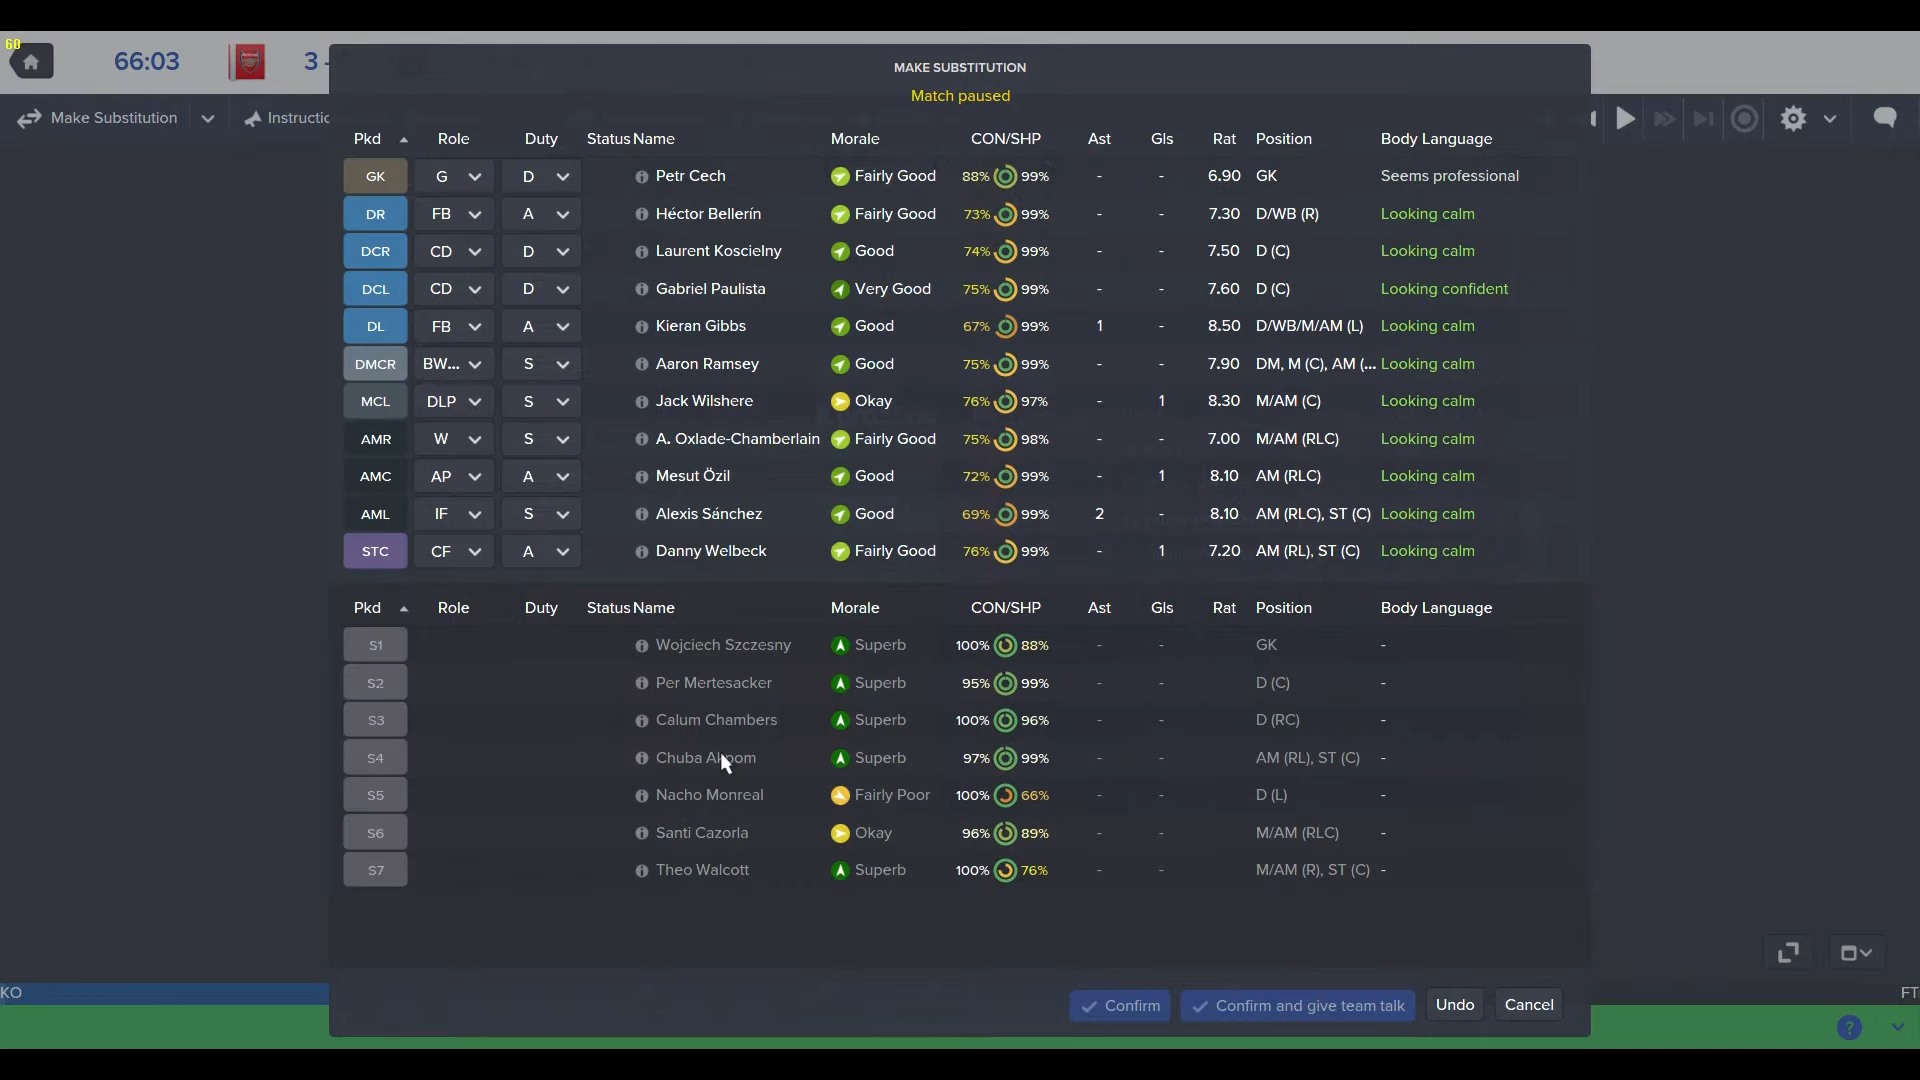 60
66:03 3 -
MAKE SUBSTITUTION
Match paused
Make Substitution Instructio
Pkd Role Duty Status Name Morale CON/SHP Ast Gls Rat Position Body Language
GK G D Petr Cech Fairly Good 88% 99% - - 6.90 GK Seems professional
DR FB A Héctor Bellerín Fairly Good 73% 99% - - 7.30 D/WB (R) Looking calm
DCR CD D Laurent Koscielny Good 74% 99% - - 7.50 D (C) Looking calm
DCL CD D Gabriel Paulista Very Good 75% 99% - - 7.60 D (C) Looking confident
DL FB A Kieran Gibbs Good 67% 99% 1 - 8.50 D/WB/M/AM (L) Looking calm
DMCR BW... S Aaron Ramsey Good 75% 99% - - 7.90 DM, M (C), AM (... Looking calm
MCL DLP S Jack Wilshere Okay 76% 97% - 1 8.30 M/AM (C) Looking calm
AMR W S A. Oxlade-Chamberlain Fairly Good 75% 98% - - 7.00 M/AM (RLC) Looking calm
AMC AP A Mesut Özil Good 72% 99% - 1 8.10 AM (RLC) Looking calm
AML IF S Alexis Sánchez Good 69% 99% 2 - 8.10 AM (RLC), ST (C) Looking calm
STC CF A Danny Welbeck Fairly Good 76% 99% - 1 7.20 AM (RL), ST (C) Looking calm
Pkd Role Duty Status Name Morale CON/SHP Ast Gls Rat Position Body Language
S1 Wojciech Szczesny Superb 100% 88% - - GK -
S2 Per Mertesacker Superb 95% 99% - - D (C) -
S3 Calum Chambers Superb 100% 96% - - D (RC) -
S4 Chuba Akpom Superb 97% 99% - - AM (RL), ST (C) -
S5 Nacho Monreal Fairly Poor 100% 66% - - D (L) -
S6 Santi Cazorla Okay 96% 89% - - M/AM (RLC) -
S7 Theo Walcott Superb 100% 76% - - M/AM (R), ST (C) -
KO FT
Confirm Confirm and give team talk Undo Cancel
?